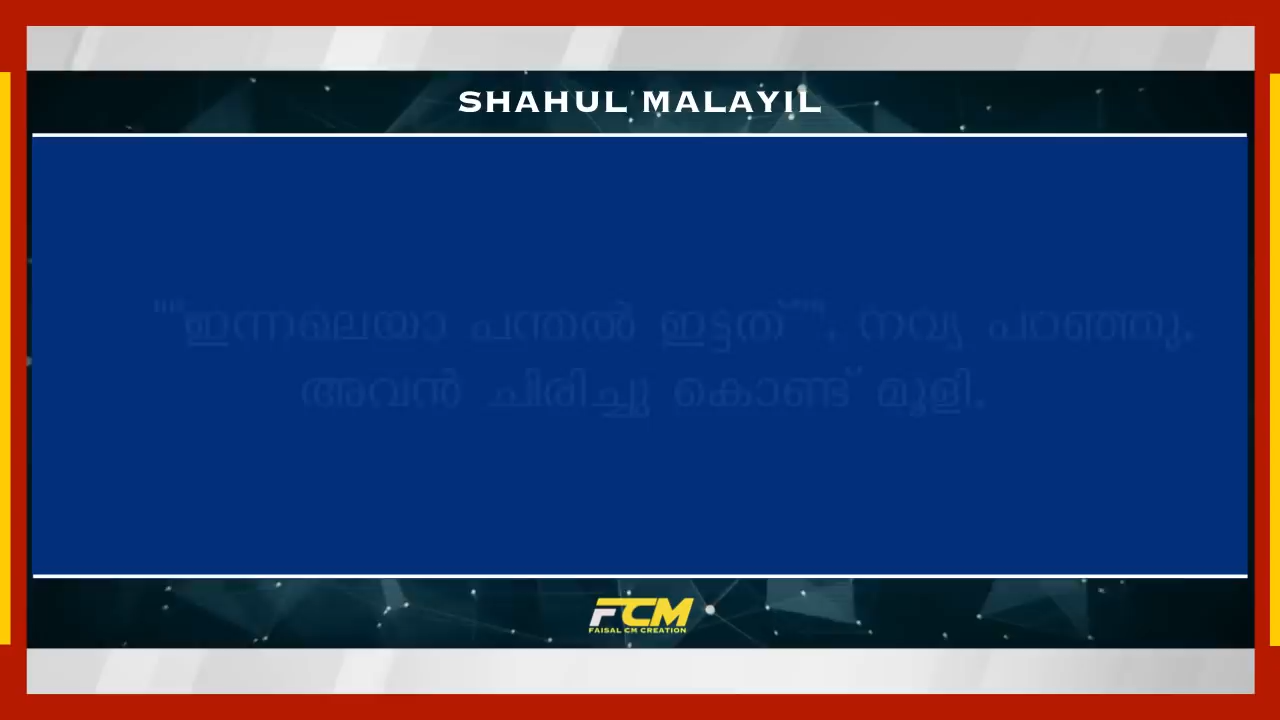 SHAHUL MALAYIL
""ഇന്നലെയാ പന്തൽ ഇട്ടത്"". നവ്യ പറഞ്ഞു.
അവൻ ചിരിച്ചു കൊണ്ട് മൂളി.
FCM
FAISAL CM CREATION